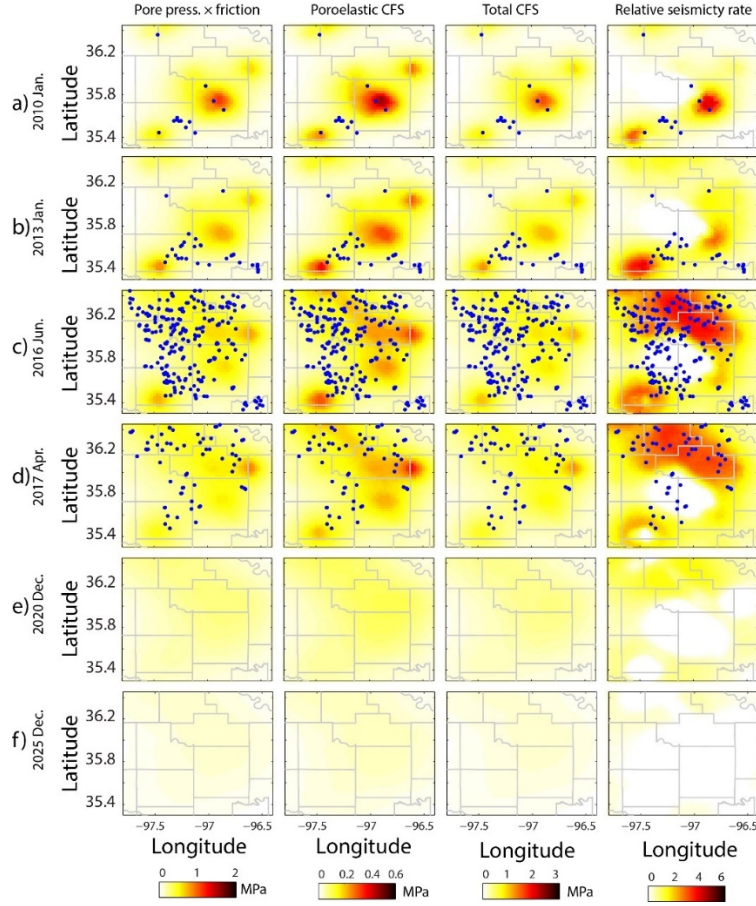 Pore press. × friction Poroelastic CFS Total CFS Relative seismicty rate
a) 2010 Jan. Latitude 36.2 35.8 35.4
b) 2013 Jan. Latitude 36.2 35.8 35.4
c) 2016 Jun. Latitude 36.2 35.8 35.4
d) 2017 Apr. Latitude 36.2 35.8 35.4
e) 2020 Dec. Latitude 36.2 35.8 35.4
f) 2025 Dec. Latitude 36.2 35.8 35.4
−97.5 −97 −96.5 −97.5 −97 −96.5 −97.5 −97 −96.5 −97.5 −97 −96.5
Longitude Longitude Longitude Longitude
0 1 2 MPa 0 0.2 0.4 0.6 MPa 0 1 2 3 MPa 0 2 4 6